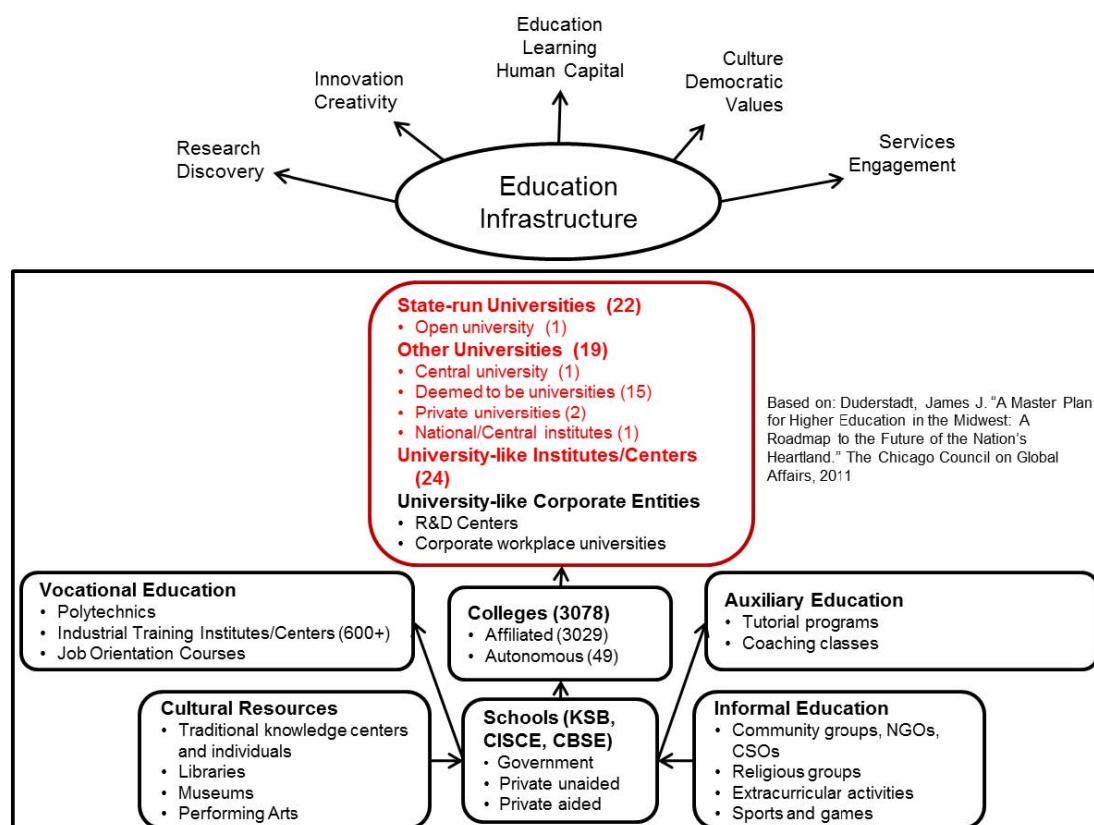 Education
Learning
Human Capital
Innovation
Creativity
Culture
Democratic
Values
Research
Discovery
Services
Engagement
Education
Infrastructure
State-run Universities (22)
• Open university (1)
Other Universities (19)
• Central university (1)
• Deemed to be universities (15)
• Private universities (2)
• National/Central institutes (1)
University-like Institutes/Centers
(24)
University-like Corporate Entities
• R&D Centers
• Corporate workplace universities
Based on: Duderstadt, James J. “A Master Plan
for Higher Education in the Midwest: A
Roadmap to the Future of the Nation’s
Heartland.” The Chicago Council on Global
Affairs, 2011
Vocational Education
• Polytechnics
• Industrial Training Institutes/Centers (600+)
• Job Orientation Courses
Colleges (3078)
• Affiliated (3029)
• Autonomous (49)
Auxiliary Education
• Tutorial programs
• Coaching classes
Cultural Resources
• Traditional knowledge centers
and individuals
• Libraries
• Museums
• Performing Arts
Schools (KSB,
CISCE, CBSE)
• Government
• Private unaided
• Private aided
Informal Education
• Community groups, NGOs,
CSOs
• Religious groups
• Extracurricular activities
• Sports and games